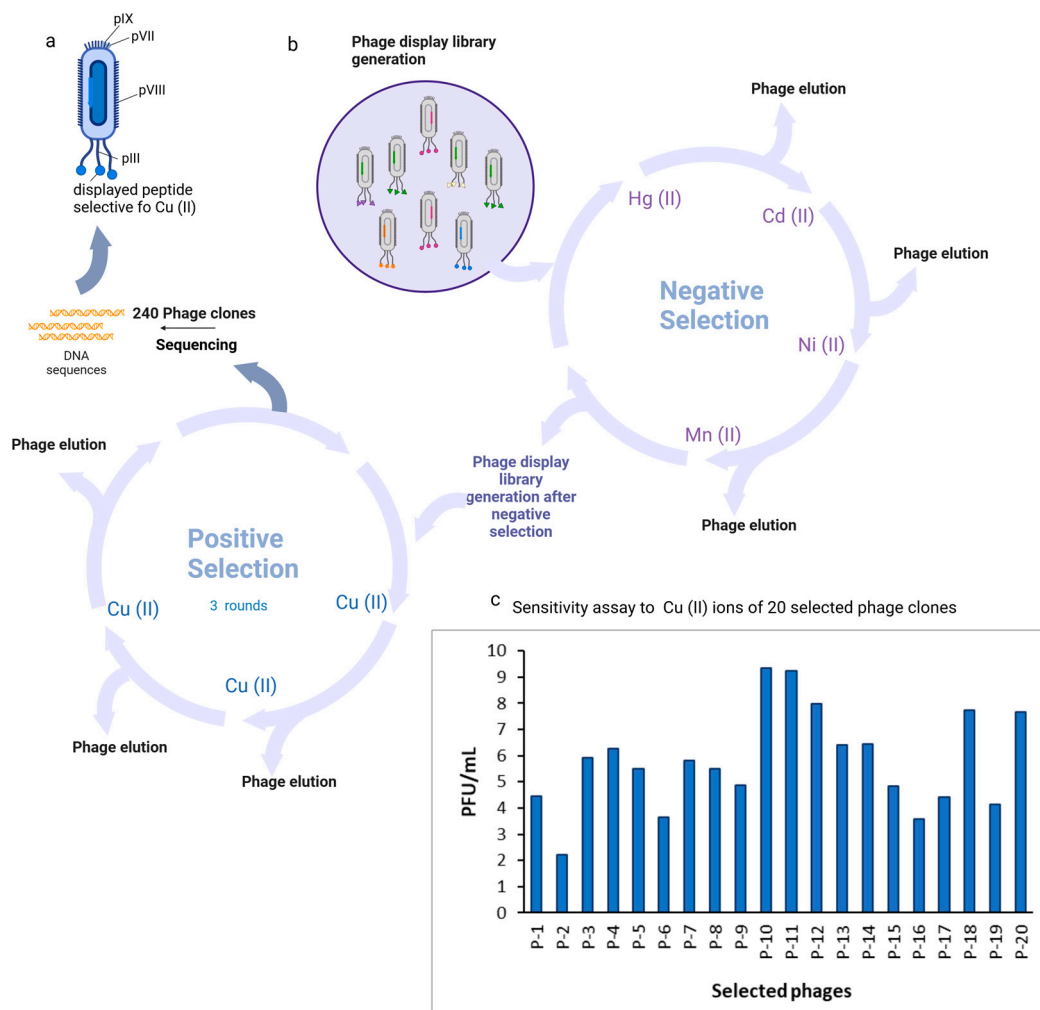 a
pIX
pVII
pVIII
pIII
displayed peptide
selective fo Cu (II)
240 Phage clones
Sequencing
DNA
sequences
b
Phage display library
generation
Phage elution
Hg (II)
Cd (II)
Phage elution
Negative
Selection
Ni (II)
Mn (II)
Phage elution
Phage display
library
generation after
negative
selection
Phage elution
Positive
Selection
3 rounds
Cu (II)
Cu (II)
Cu (II)
Phage elution
Phage elution
c
Sensitivity assay to Cu (II) ions of 20 selected phage clones
PFU/mL
10
9
8
7
6
5
4
3
2
1
0
P-1
P-2
P-3
P-4
P-5
P-6
P-7
P-8
P-9
P-10
P-11
P-12
P-13
P-14
P-15
P-16
P-17
P-18
P-19
P-20
Selected phages